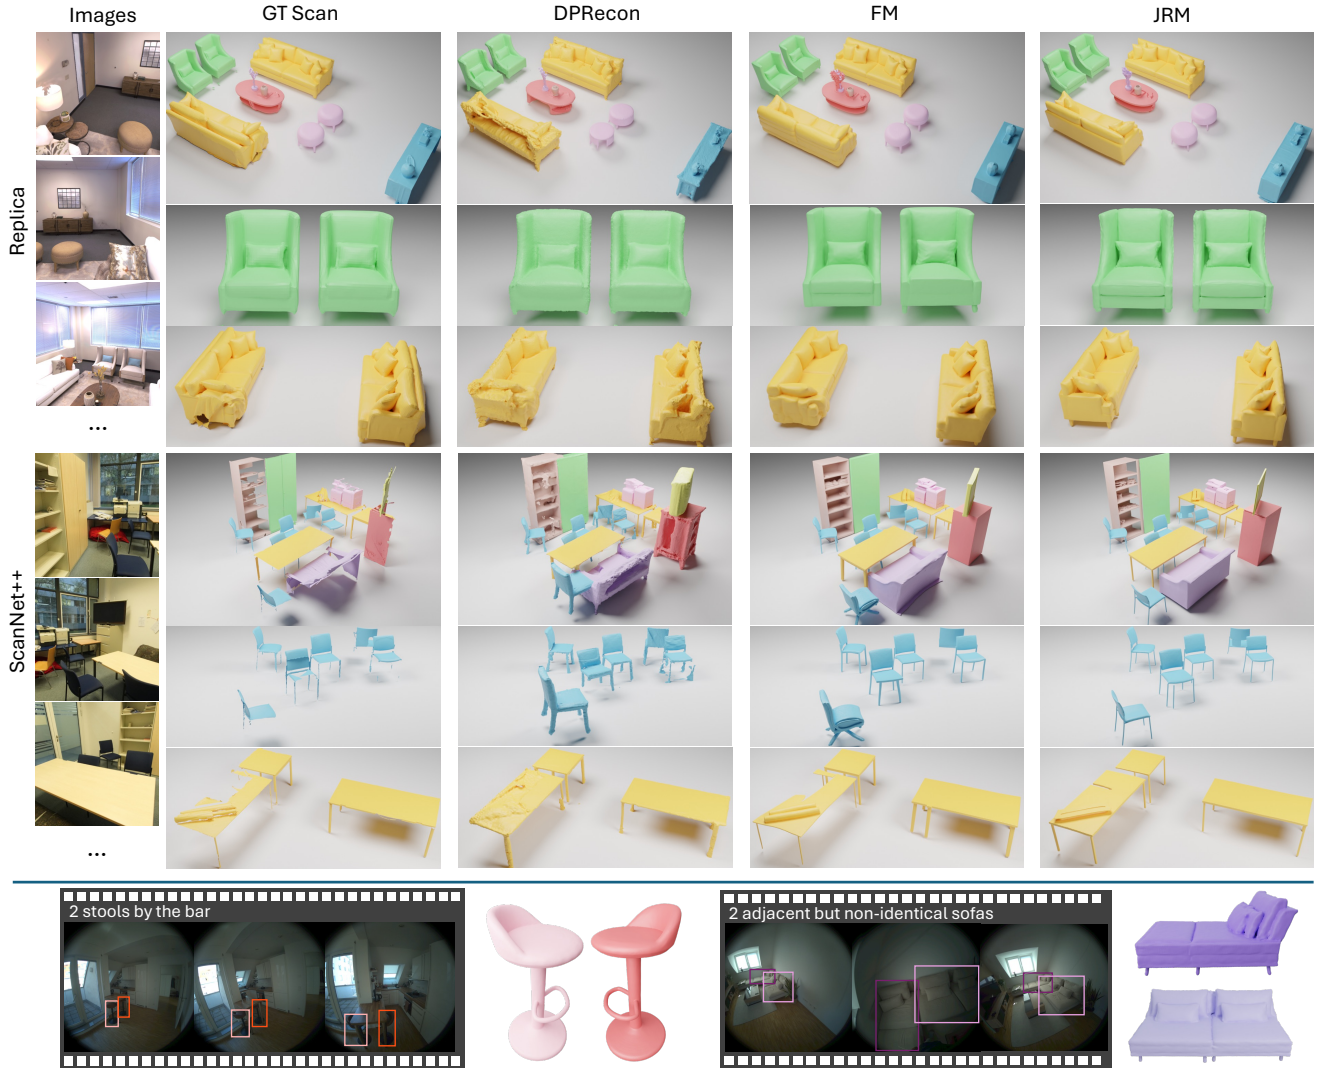 Images
GT Scan
DPRecon
FM
JRM
Replica
...
ScanNet++
...
2 stools by the bar
2 adjacent but non-identical sofas